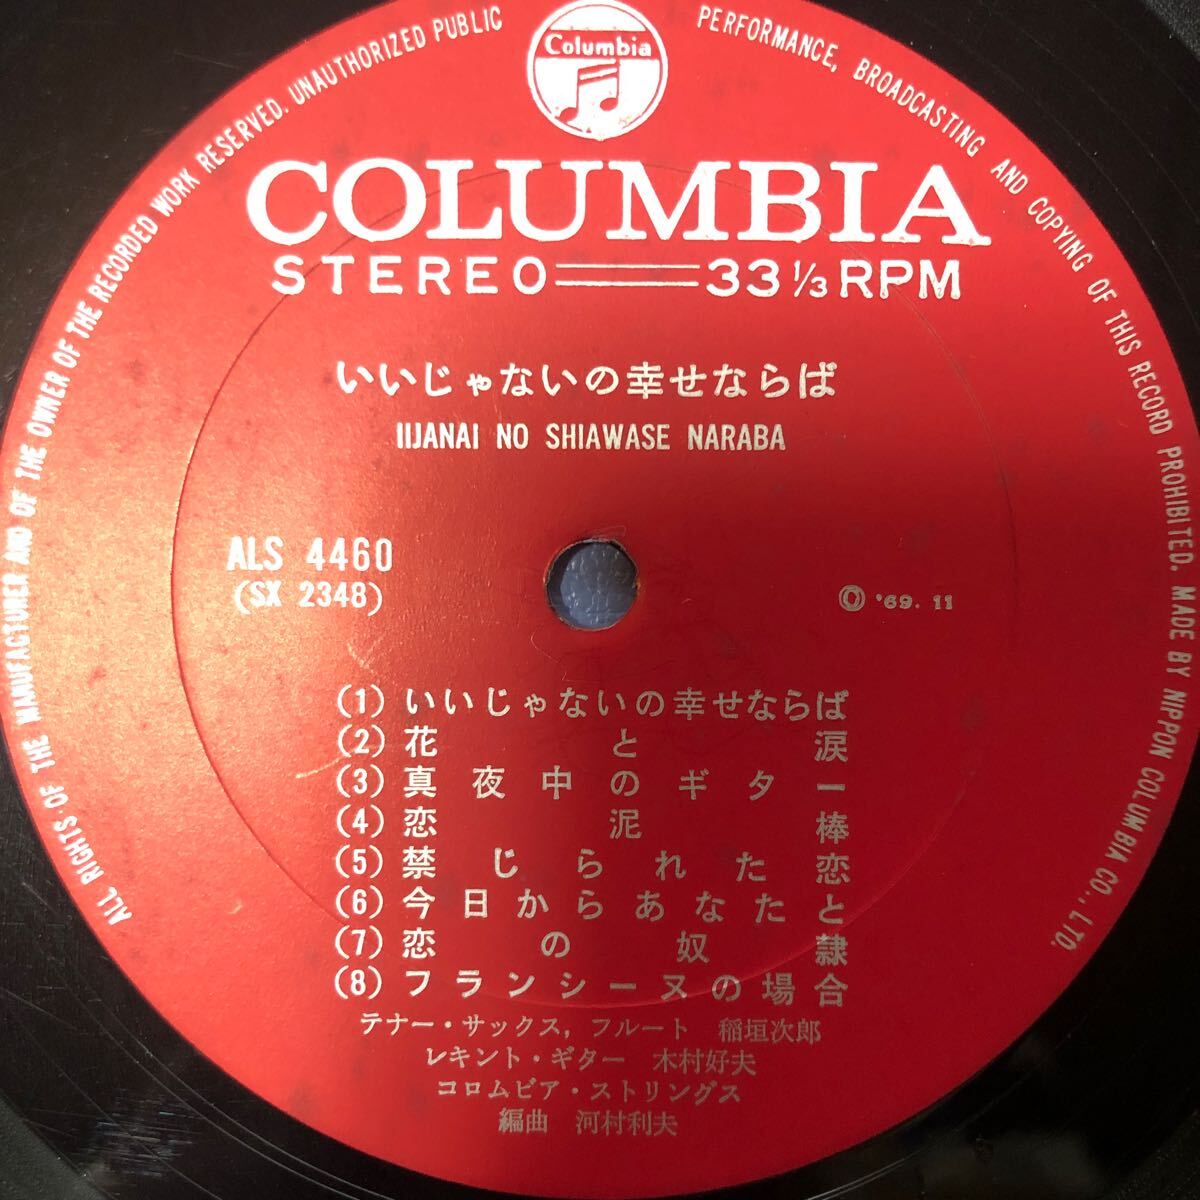 ALL RIGHTS OF THE MANUFACTURER AND OF THE OWNER OF THE RECORDED WORK RESERVED. UNAUTHORIZED PUBLIC PERFORMANCE, BROADCASTING AND COPYING OF THIS RECORD PROHIBITED. MADE BY NIPPON COLUMBIA CO., LTD.
Columbia
COLUMBIA
STEREO 33 1/3 RPM
いいじゃないの幸せならば
IIJANAI NO SHIAWASE NARABA
ALS 4460
(SX 2348)
© '69. 11
(1) いいじゃないの幸せならば
(2) 花と涙
(3) 真夜中のギター
(4) 恋泥棒
(5) 禁じられた恋
(6) 今日からあなたと
(7) 恋の奴隷
(8) フランシーヌの場合
テナー・サックス, フルート 稲垣次郎
レキント・ギター 木村好夫
コロムビア・ストリングス
編曲 河村利夫